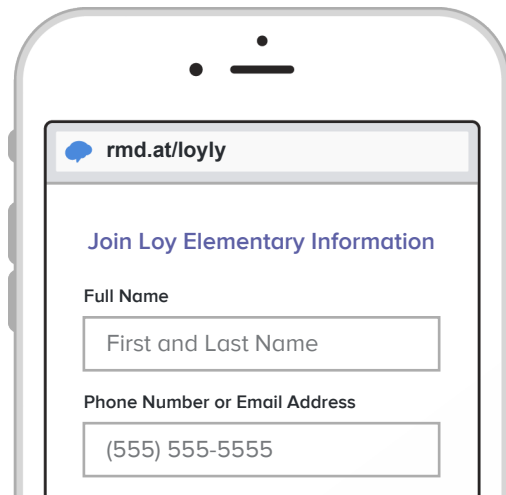 rmd.at/loyly
Join Loy Elementary Information
Full Name
First and Last Name
Phone Number or Email Address
(555) 555-5555